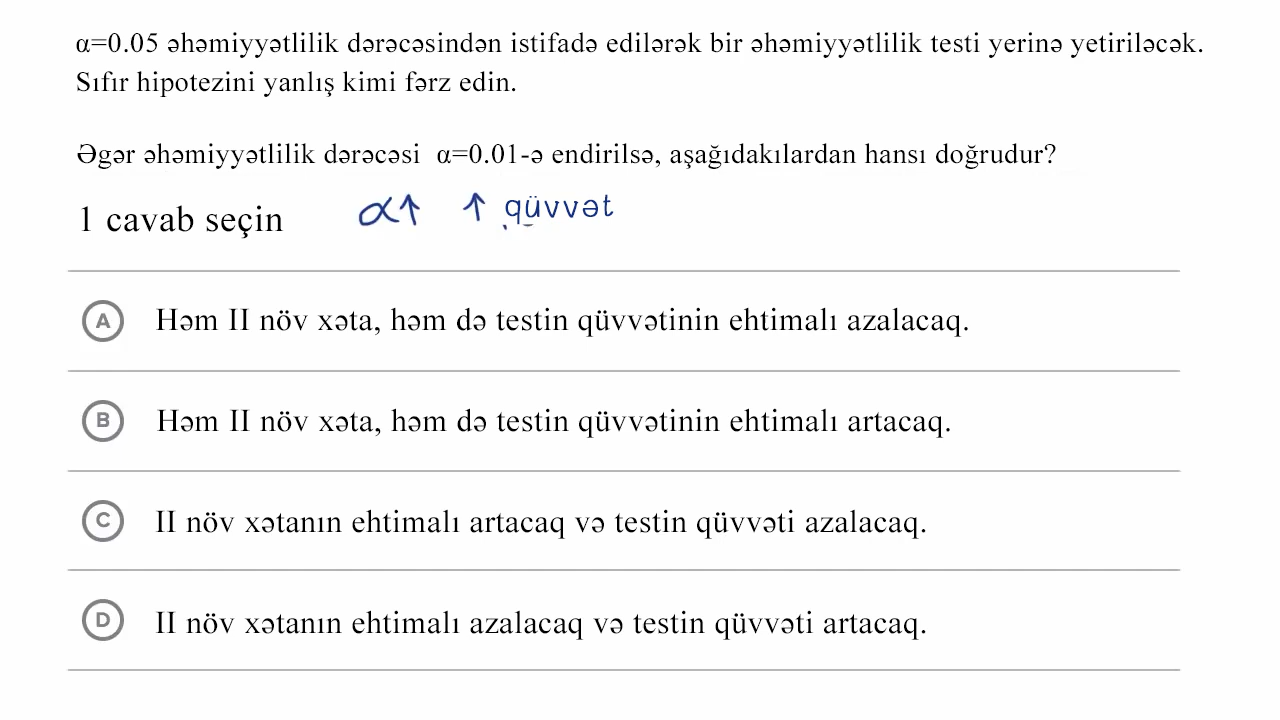 α=0.05 əhəmiyyətlilik dərəcəsindən istifadə edilərək bir əhəmiyyətlilik testi yerinə yetiriləcək.
Sıfır hipotezini yanlış kimi fərz edin.
Əgər əhəmiyyətlilik dərəcəsi α=0.01-ə endirilsə, aşağıdakılardan hansı doğrudur?
1 cavab seçin α↑ ↑ qüvvət
A Həm II növ xəta, həm də testin qüvvətinin ehtimalı azalacaq.
B Həm II növ xəta, həm də testin qüvvətinin ehtimalı artacaq.
C II növ xətanın ehtimalı artacaq və testin qüvvəti azalacaq.
D II növ xətanın ehtimalı azalacaq və testin qüvvəti artacaq.